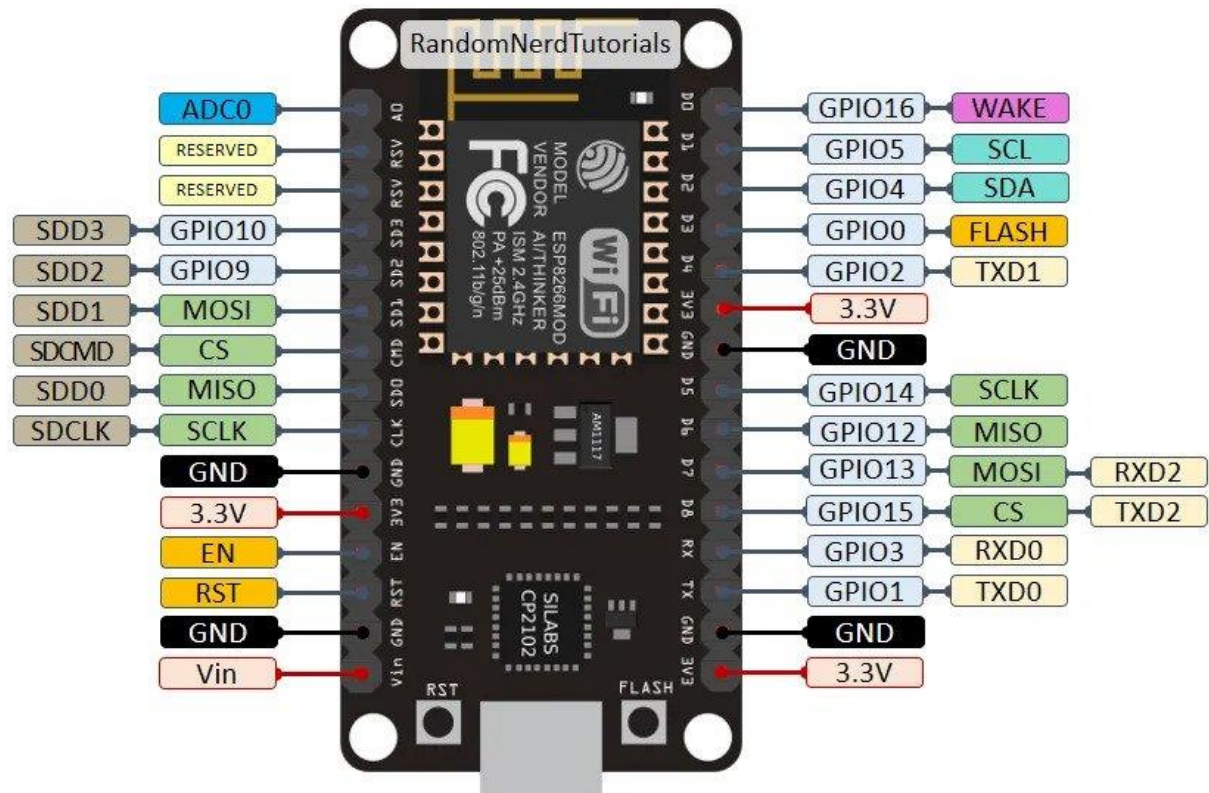 RandomNerdTutorials
ADC0 A0 D0 GPIO16 WAKE
RESERVED RSV D1 GPIO5 SCL
RESERVED RSV D2 GPIO4 SDA
SDD3 GPIO10 SD3 D3 GPIO0 FLASH
SDD2 GPIO9 SD2 D4 GPIO2 TXD1
SDD1 MOSI SD1 3V3 3.3V
SDCMD CS CMD GND GND
SDD0 MISO SD0 D5 GPIO14 SCLK
SDCLK SCLK CLK D6 GPIO12 MISO
GND GND D7 GPIO13 MOSI RXD2
3.3V 3V3 D8 GPIO15 CS TXD2
EN EN RX GPIO3 RXD0
RST RST TX GPIO1 TXD0
GND GND GND GND
Vin Vin 3V3 3.3V
MODEL ESP8266MOD
VENDOR AI/THINKER
ISM 2.4GHz
PA +25dBm
802.11b/g/n
FC
Wi Fi
AM1117
SILABS
CP2102
RST
FLASH